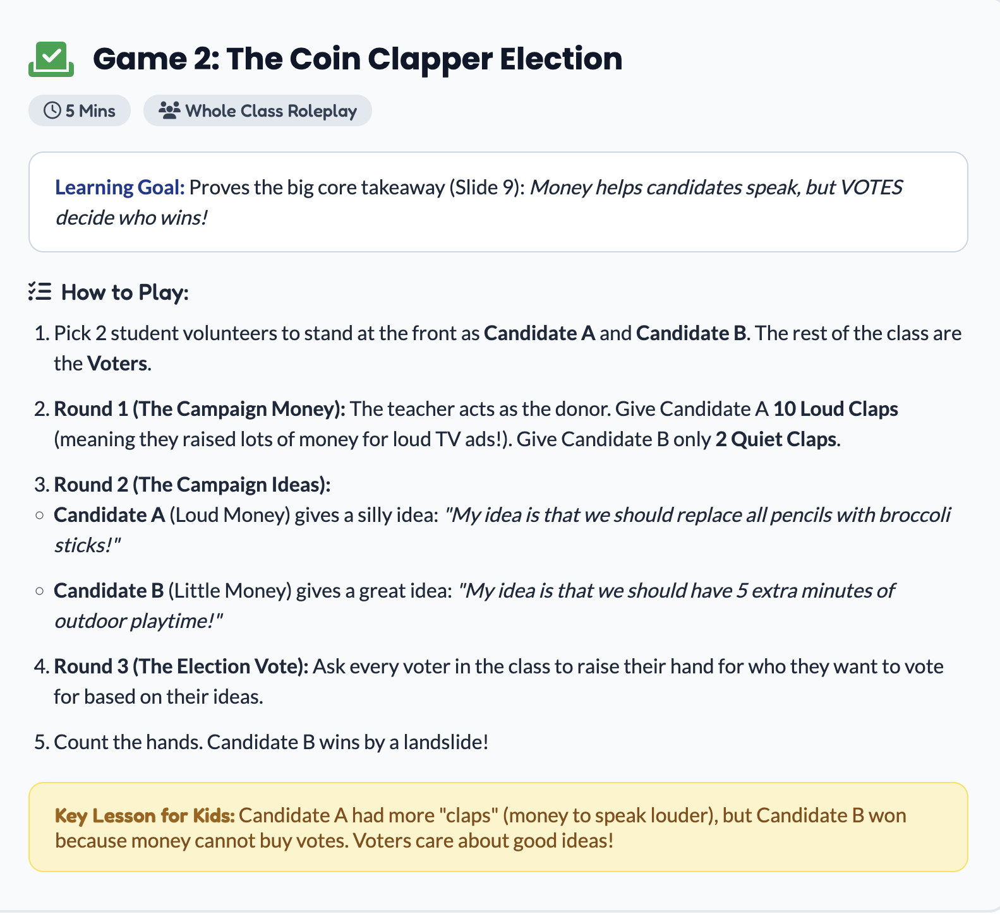 Game 2: The Coin Clapper Election
5 Mins
Whole Class Roleplay
Learning Goal: Proves the big core takeaway (Slide 9): Money helps candidates speak, but VOTES
decide who wins!
How to Play:
1. Pick 2 student volunteers to stand at the front as Candidate A and Candidate B. The rest of the class are
the Voters.
2. Round 1 (The Campaign Money): The teacher acts as the donor. Give Candidate A 10 Loud Claps
(meaning they raised lots of money for loud TV ads!). Give Candidate B only 2 Quiet Claps.
3. Round 2 (The Campaign Ideas):
◦ Candidate A (Loud Money) gives a silly idea: "My idea is that we should replace all pencils with broccoli
sticks!"
◦ Candidate B (Little Money) gives a great idea: "My idea is that we should have 5 extra minutes of
outdoor playtime!"
4. Round 3 (The Election Vote): Ask every voter in the class to raise their hand for who they want to vote
for based on their ideas.
5. Count the hands. Candidate B wins by a landslide!
Key Lesson for Kids: Candidate A had more "claps" (money to speak louder), but Candidate B won
because money cannot buy votes. Voters care about good ideas!